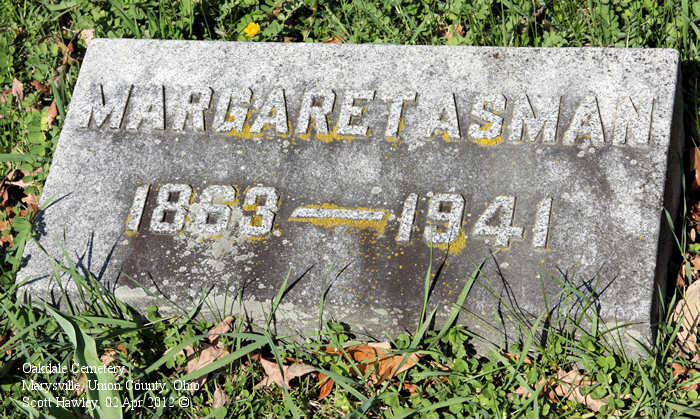 MARGARET ASMAN
1863 — 1941
Oakdale Cemetery
Marysville, Union County, Ohio
Scott Hawley, 02 Apr 2012 ©